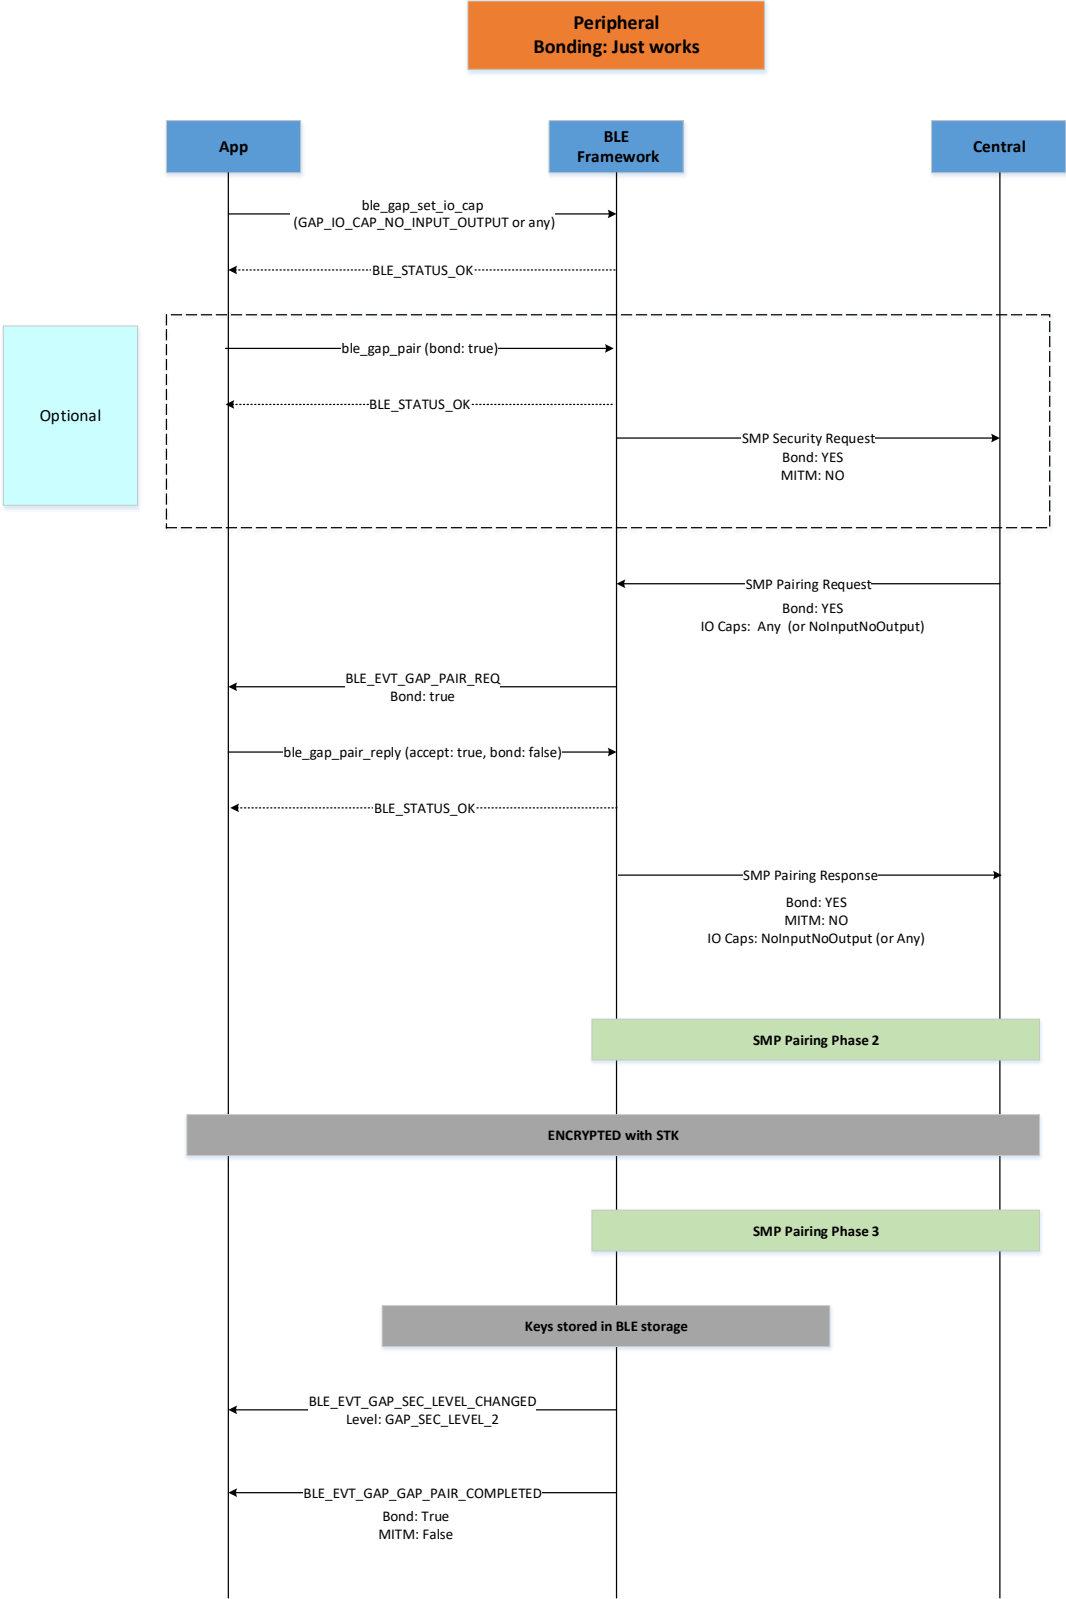 Peripheral
Bonding: Just works
App
BLE
Framework
Central
ble_gap_set_io_cap
(GAP_IO_CAP_NO_INPUT_OUTPUT or any)
BLE_STATUS_OK
Optional
ble_gap_pair (bond: true)
BLE_STATUS_OK
SMP Security Request
Bond: YES
MITM: NO
SMP Pairing Request
Bond: YES
IO Caps:  Any  (or NoInputNoOutput)
BLE_EVT_GAP_PAIR_REQ
Bond: true
ble_gap_pair_reply (accept: true, bond: false)
BLE_STATUS_OK
SMP Pairing Response
Bond: YES
MITM: NO
IO Caps: NoInputNoOutput (or Any)
SMP Pairing Phase 2
ENCRYPTED with STK
SMP Pairing Phase 3
Keys stored in BLE storage
BLE_EVT_GAP_SEC_LEVEL_CHANGED
Level: GAP_SEC_LEVEL_2
BLE_EVT_GAP_GAP_PAIR_COMPLETED
Bond: True
MITM: False